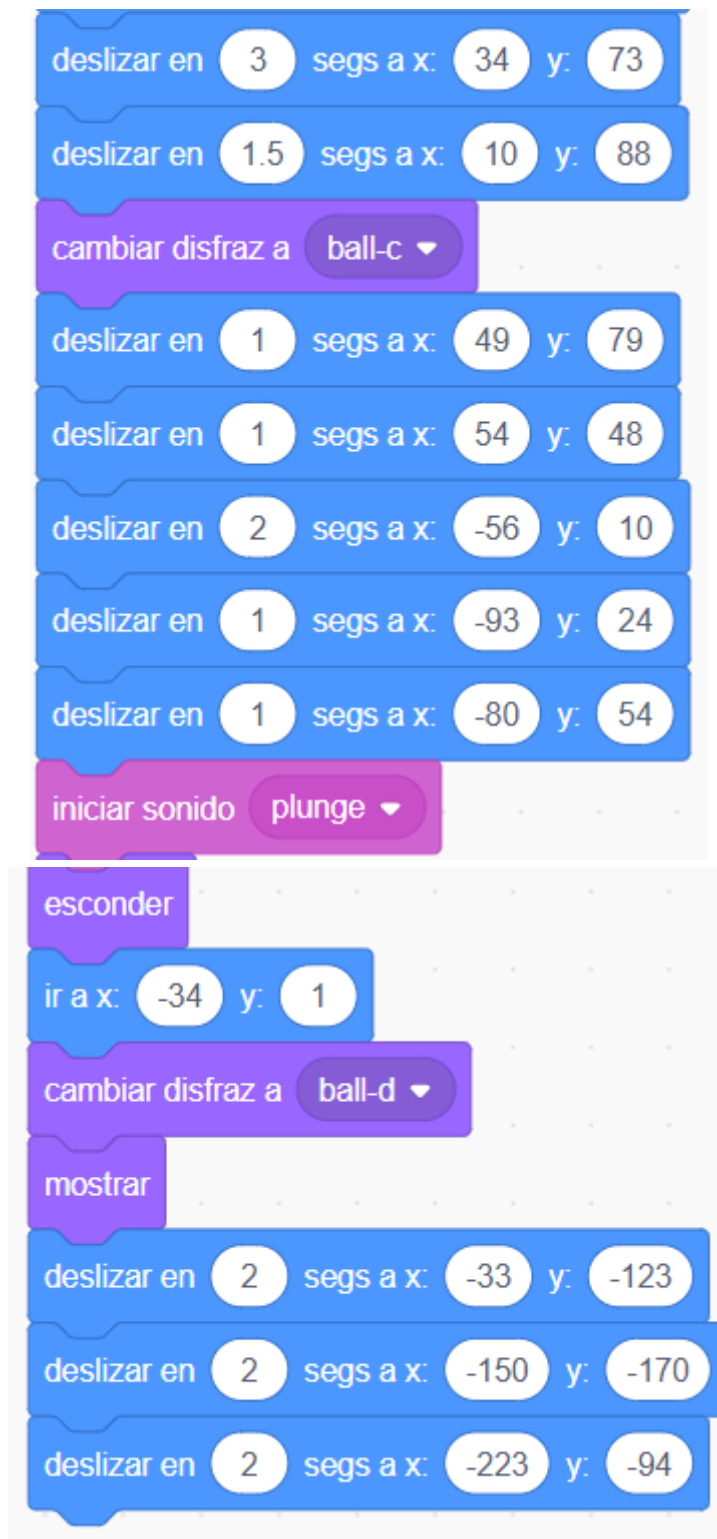 deslizar en 3 segs a x: 34 y: 73
deslizar en 1.5 segs a x: 10 y: 88
cambiar disfraz a ball-c
deslizar en 1 segs a x: 49 y: 79
deslizar en 1 segs a x: 54 y: 48
deslizar en 2 segs a x: -56 y: 10
deslizar en 1 segs a x: -93 y: 24
deslizar en 1 segs a x: -80 y: 54
iniciar sonido plunge
esconder
ir a x: -34 y: 1
cambiar disfraz a ball-d
mostrar
deslizar en 2 segs a x: -33 y: -123
deslizar en 2 segs a x: -150 y: -170
deslizar en 2 segs a x: -223 y: -94